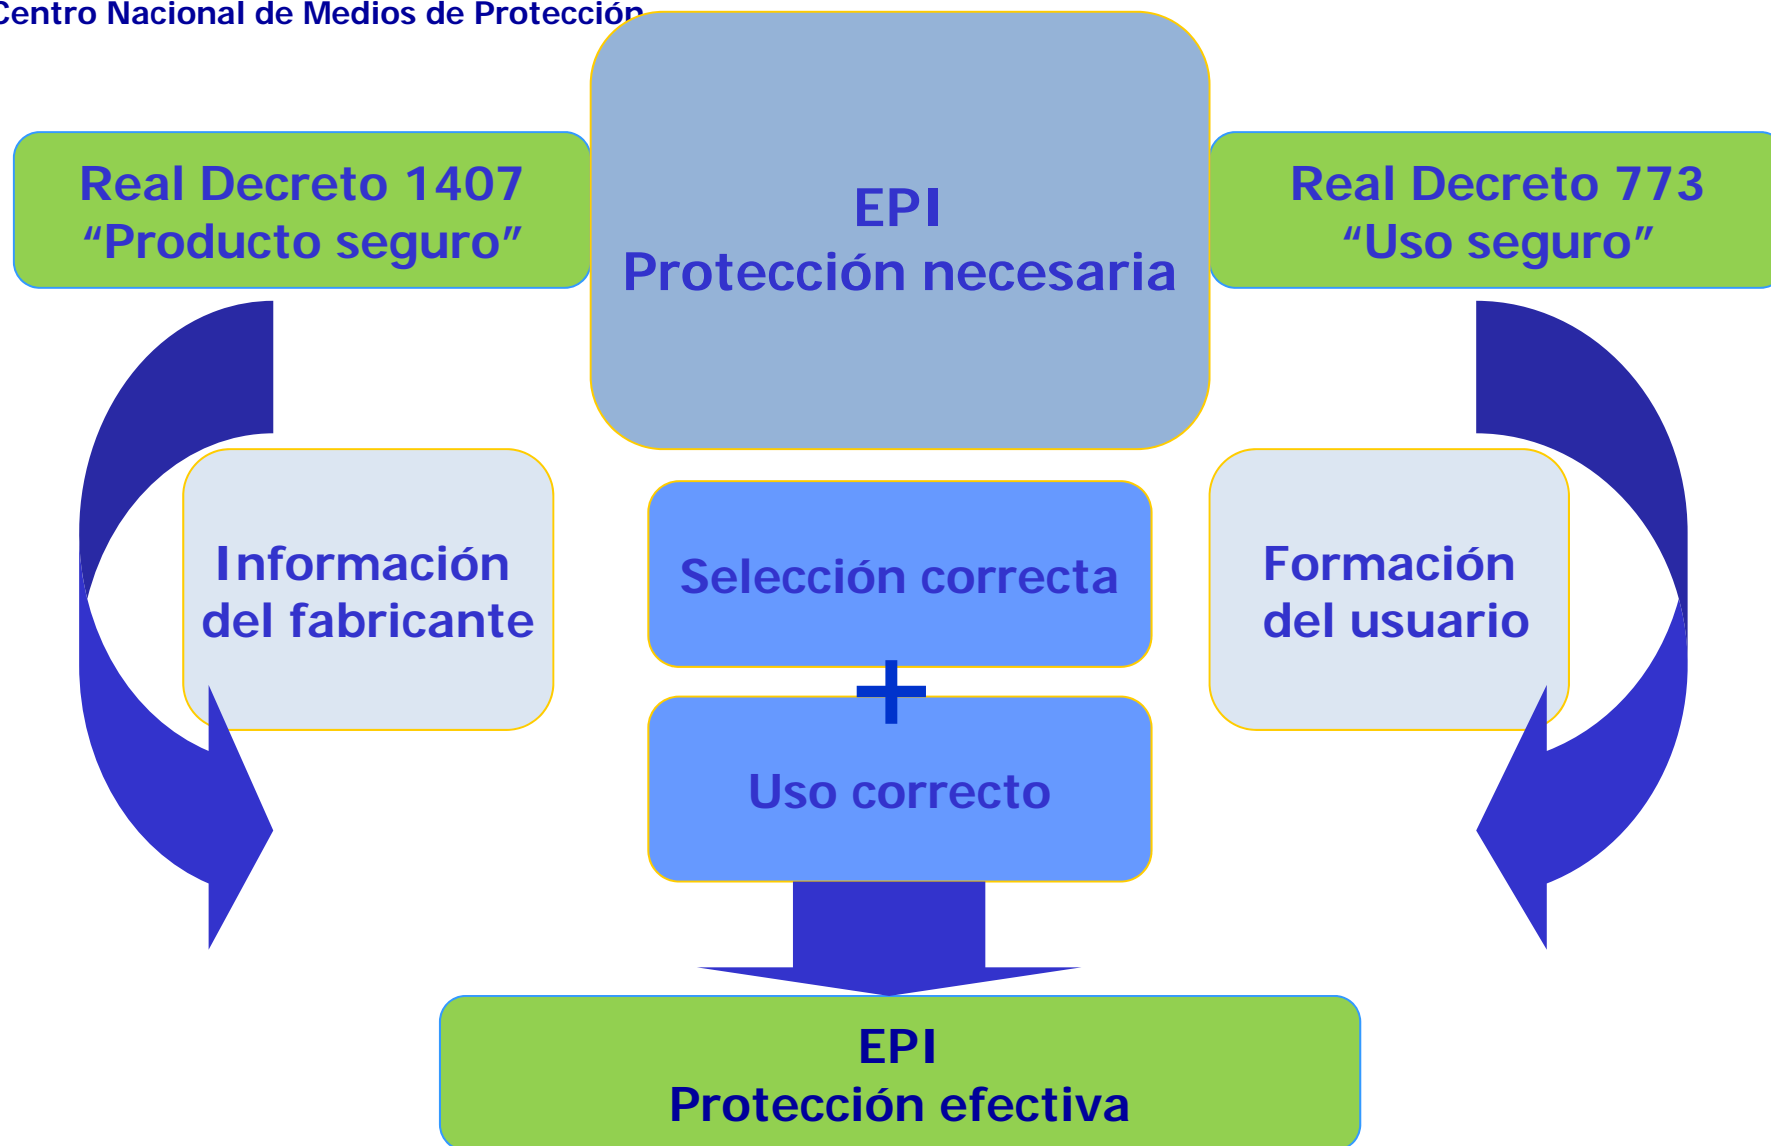 Centro Nacional de Medios de Protección
Real Decreto 1407
“Producto seguro”
EPI
Protección necesaria
Real Decreto 773
“Uso seguro”
Información
del fabricante
Selección correcta
+
Uso correcto
Formación
del usuario
EPI
Protección efectiva